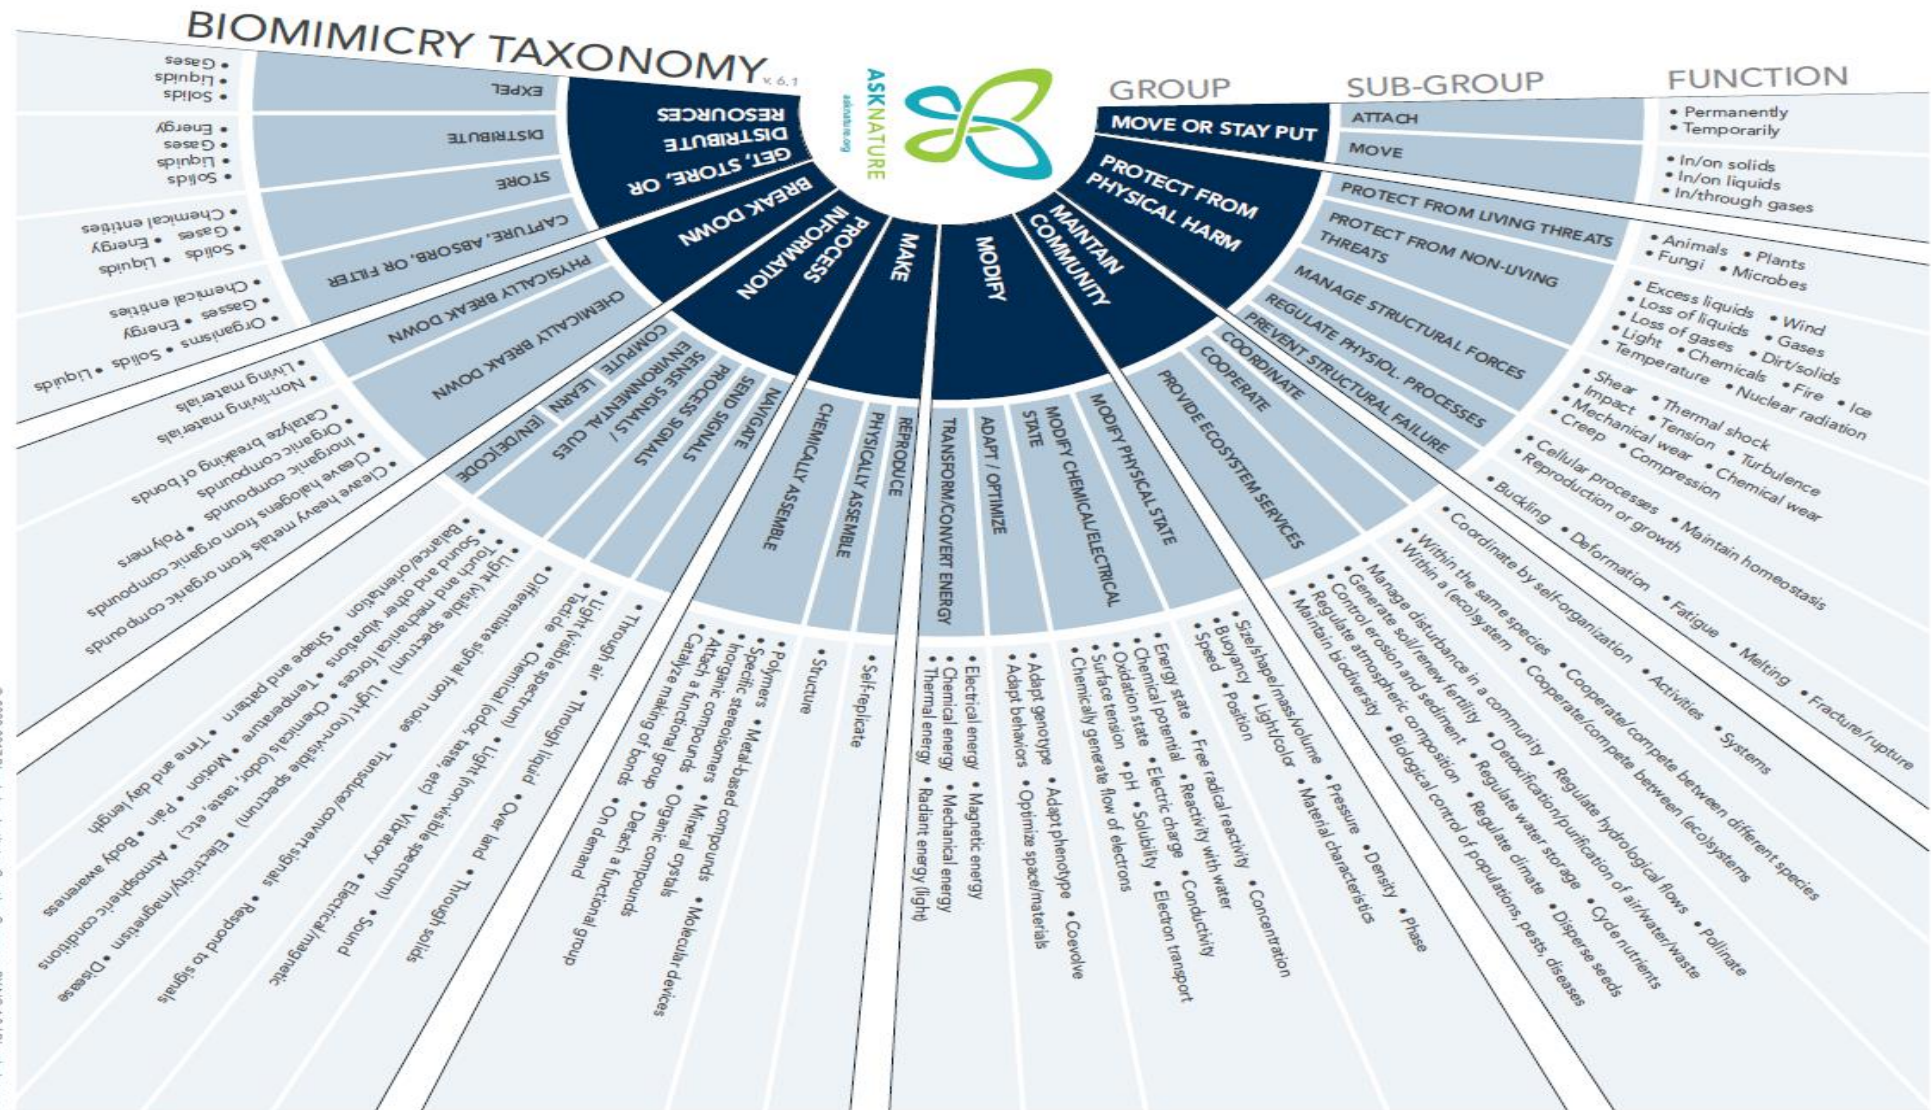 BIOMIMICRY TAXONOMY
v. 6.1
ASKNATURE
asknature.org
GROUP
SUB-GROUP
FUNCTION
MOVE OR STAY PUT
ATTACH
• Permanently
• Temporarily
MOVE
• In/on solids
• In/on liquids
• In/through gases
PROTECT FROM
PHYSICAL HARM
PROTECT FROM LIVING THREATS
• Animals • Plants
• Fungi • Microbes
PROTECT FROM NON-LIVING
THREATS
• Excess liquids • Wind
• Loss of liquids • Gases
• Loss of gases • Dirt/solids
• Light • Chemicals • Fire • Ice
• Temperature • Nuclear radiation
MANAGE STRUCTURAL FORCES
• Shear • Thermal shock
• Impact • Tension • Turbulence
• Mechanical wear • Chemical wear
• Creep • Compression
REGULATE PHYSIOL. PROCESSES
• Cellular processes • Maintain homeostasis
• Reproduction or growth
PREVENT STRUCTURAL FAILURE
• Buckling • Deformation • Fatigue • Melting • Fracture/rupture
MAINTAIN
COMMUNITY
COORDINATE
• Coordinate by self-organization • Activities • Systems
COOPERATE
• Within the same species • Cooperate/compete between different species
• Within a (eco)system • Cooperate/compete between (eco)systems
PROVIDE ECOSYSTEM SERVICES
• Manage disturbance in a community • Regulate hydrological flows • Pollinate
• Generate soil/renew fertility • Detoxification/purification of air/water/waste
• Control erosion and sediment • Regulate water storage • Cycle nutrients
• Regulate atmospheric composition • Regulate climate • Disperse seeds
• Maintain biodiversity • Biological control of populations, pests, diseases
MODIFY
MODIFY PHYSICAL STATE
• Size/shape/mass/volume • Pressure • Density • Phase
• Buoyancy • Light/color • Material characteristics
• Speed • Position
MODIFY CHEMICAL/ELECTRICAL
STATE
• Energy state • Free radical reactivity • Concentration
• Chemical potential • Reactivity with water
• Oxidation state • Electric charge • Conductivity
• Surface tension • pH • Solubility • Electron transport
• Chemically generate flow of electrons
ADAPT / OPTIMIZE
• Adapt genotype • Adapt phenotype • Coevolve
• Adapt behaviors • Optimize space/materials
TRANSFORM/CONVERT ENERGY
• Electrical energy • Magnetic energy
• Chemical energy • Mechanical energy
• Thermal energy • Radiant energy (light)
MAKE
REPRODUCE
• Self-replicate
PHYSICALLY ASSEMBLE
• Structure
CHEMICALLY ASSEMBLE
• Polymers • Metal-based compounds • Molecular devices
• Specific stereoisomers • Mineral crystals
• Inorganic compounds • Organic compounds
• Attach a functional group • Detach a functional group
• Catalyze making of bonds • On demand
PROCESS
INFORMATION
NAVIGATE
• Through air • Through liquid • Over land • Through solids
SEND SIGNALS
• Light (visible spectrum) • Light (non-visible spectrum) • Sound
• Tactile • Chemical (odor, taste, etc) • Vibratory • Electrical/magnetic
PROCESS SIGNALS
• Differentiate signal from noise • Transduce/convert signals • Respond to signals
SENSE SIGNALS /
ENVIRONMENTAL CUES
• Light (visible spectrum) • Light (non-visible spectrum) • Electricity/magnetism • Disease
• Touch and mechanical forces • Chemicals (odor, taste, etc.) • Atmospheric conditions
• Sound and other vibrations • Temperature • Motion • Pain • Body awareness
• Balance/orientation • Shape and pattern • Time and day length
COMPUTE
LEARN
[EN/DE]CODE
BREAK DOWN
CHEMICALLY BREAK DOWN
• Cleave heavy metals from organic compounds
• Cleave halogens from organic compounds
• Inorganic compounds • Polymers
• Organic compounds
• Catalyze breaking of bonds
PHYSICALLY BREAK DOWN
• Non-living materials
• Living materials
GET, STORE, OR
DISTRIBUTE
RESOURCES
CAPTURE, ABSORB, OR FILTER
• Organisms • Solids • Liquids
• Gasses • Energy
• Chemical entities
STORE
• Solids • Liquids
• Gases • Energy
• Chemical entities
DISTRIBUTE
• Solids
• Liquids
• Gases
• Energy
EXPEL
• Solids
• Liquids
• Gases